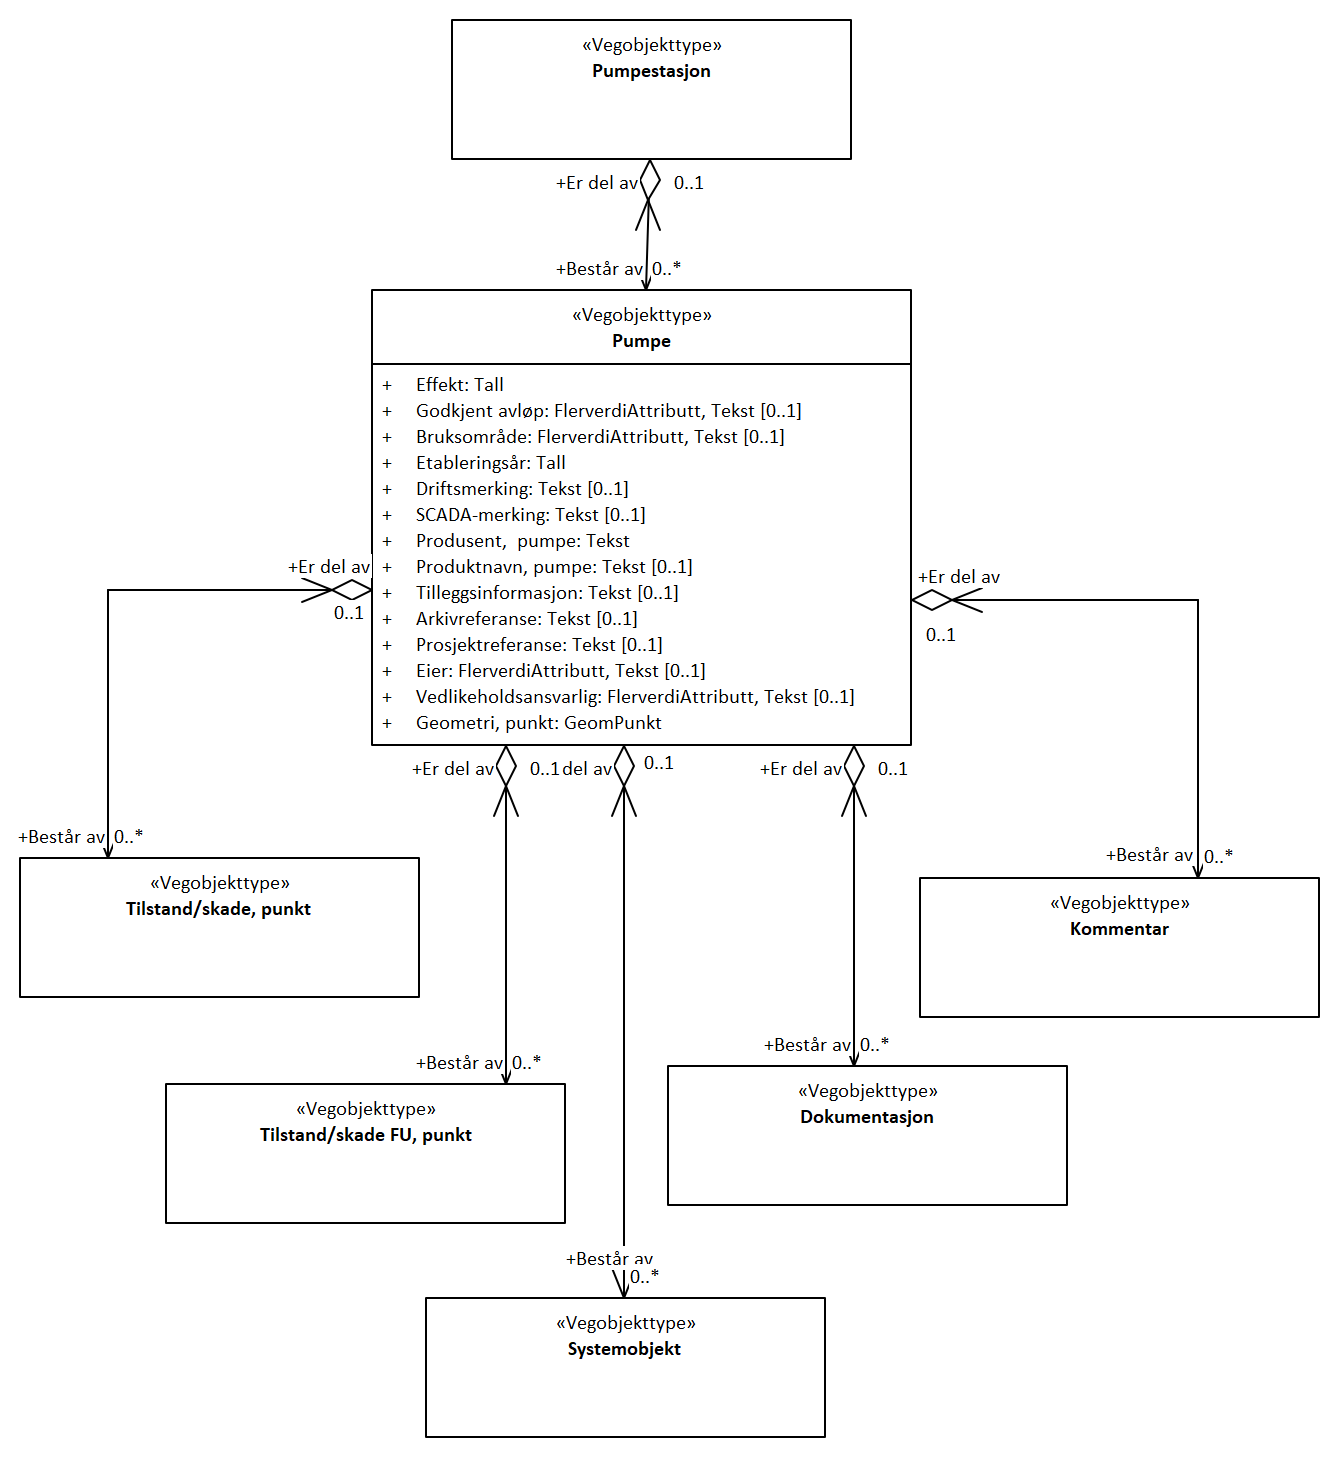 «Vegobjekttype»
Pumpestasjon
+Er del av 0..1
+Består av 0..*
«Vegobjekttype»
Pumpe
+ Effekt: Tall
+ Godkjent avløp: FlerverdiAttributt, Tekst [0..1]
+ Bruksområde: FlerverdiAttributt, Tekst [0..1]
+ Etableringsår: Tall
+ Driftsmerking: Tekst [0..1]
+ SCADA-merking: Tekst [0..1]
+ Produsent,  pumpe: Tekst
+ Produktnavn, pumpe: Tekst [0..1]
+ Tilleggsinformasjon: Tekst [0..1]
+ Arkivreferanse: Tekst [0..1]
+ Prosjektreferanse: Tekst [0..1]
+ Eier: FlerverdiAttributt, Tekst [0..1]
+ Vedlikeholdsansvarlig: FlerverdiAttributt, Tekst [0..1]
+ Geometri, punkt: GeomPunkt
+Er del av
0..1
+Er del av
0..1
+Er del av 0..1 del av 0..1
+Er del av 0..1
+Består av 0..*
«Vegobjekttype»
Tilstand/skade, punkt
+Består av 0..*
«Vegobjekttype»
Kommentar
+Består av 0..*
«Vegobjekttype»
Dokumentasjon
+Består av 0..*
«Vegobjekttype»
Tilstand/skade FU, punkt
+Består av
0..*
«Vegobjekttype»
Systemobjekt